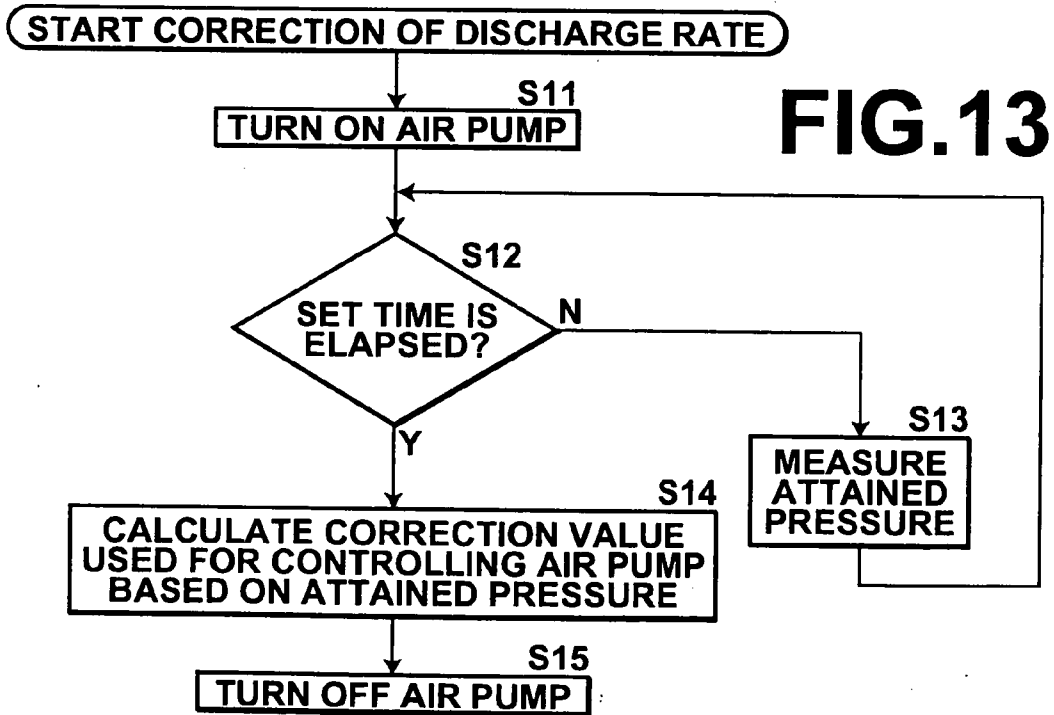 START CORRECTION OF DISCHARGE RATE
S11
TURN ON AIR PUMP
FIG.13
S12
SET TIME IS
ELAPSED?
N
Y
S13
MEASURE
ATTAINED
PRESSURE
S14
CALCULATE CORRECTION VALUE
USED FOR CONTROLLING AIR PUMP
BASED ON ATTAINED PRESSURE
S15
TURN OFF AIR PUMP